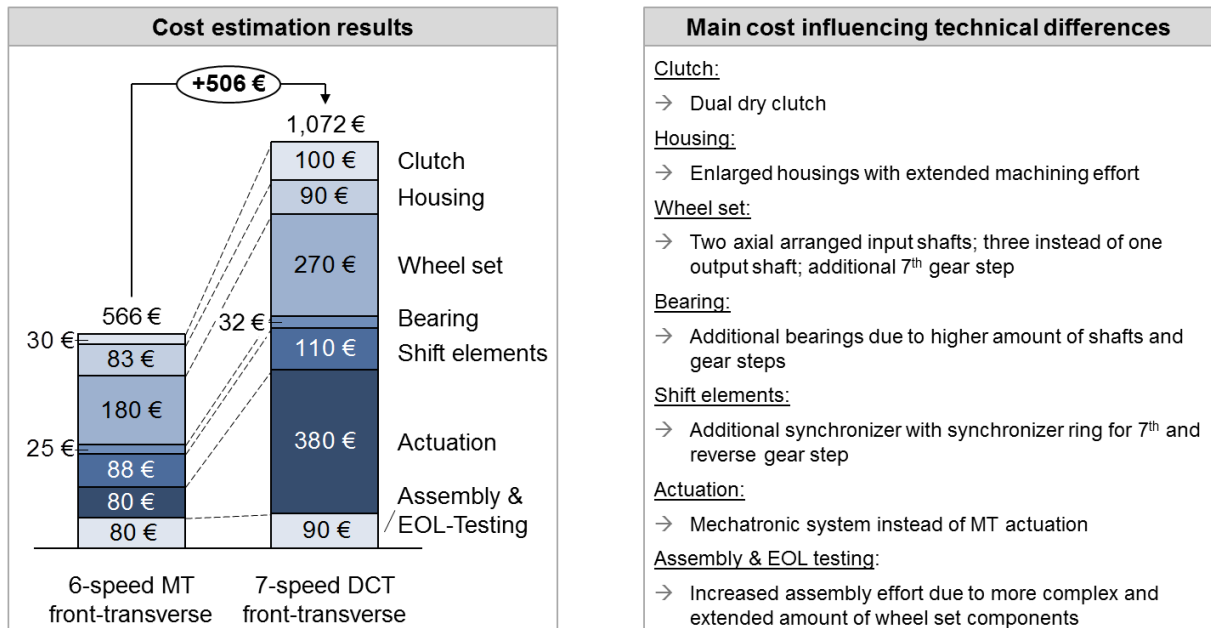 Cost estimation results
+506 €
1,072 €
100 €
Clutch
90 €
Housing
270 €
Wheel set
566 €
32 €
Bearing
30 €
83 €
110 €
Shift elements
180 €
380 €
Actuation
25 €
88 €
80 €
Assembly &
EOL-Testing
80 €
90 €
6-speed MT
front-transverse
7-speed DCT
front-transverse
Main cost influencing technical differences
Clutch:
→ Dual dry clutch
Housing:
→ Enlarged housings with extended machining effort
Wheel set:
→ Two axial arranged input shafts; three instead of one
output shaft; additional 7th gear step
Bearing:
→ Additional bearings due to higher amount of shafts and
gear steps
Shift elements:
→ Additional synchronizer with synchronizer ring for 7th and
reverse gear step
Actuation:
→ Mechatronic system instead of MT actuation
Assembly & EOL testing:
→ Increased assembly effort due to more complex and
extended amount of wheel set components